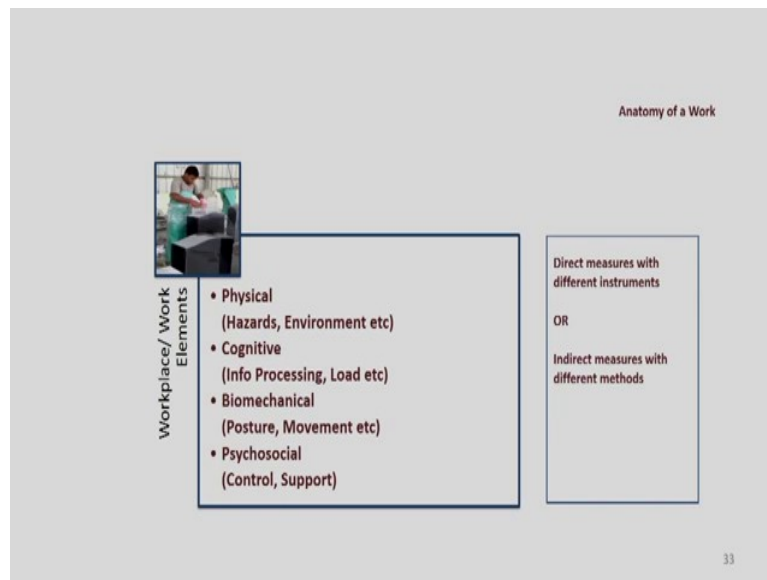 Anatomy of a Work
Workplace/ Work
Elements
• Physical
(Hazards, Environment etc)
• Cognitive
(Info Processing, Load etc)
• Biomechanical
(Posture, Movement etc)
• Psychosocial
(Control, Support)
Direct measures with
different instruments
OR
Indirect measures with
different methods
33